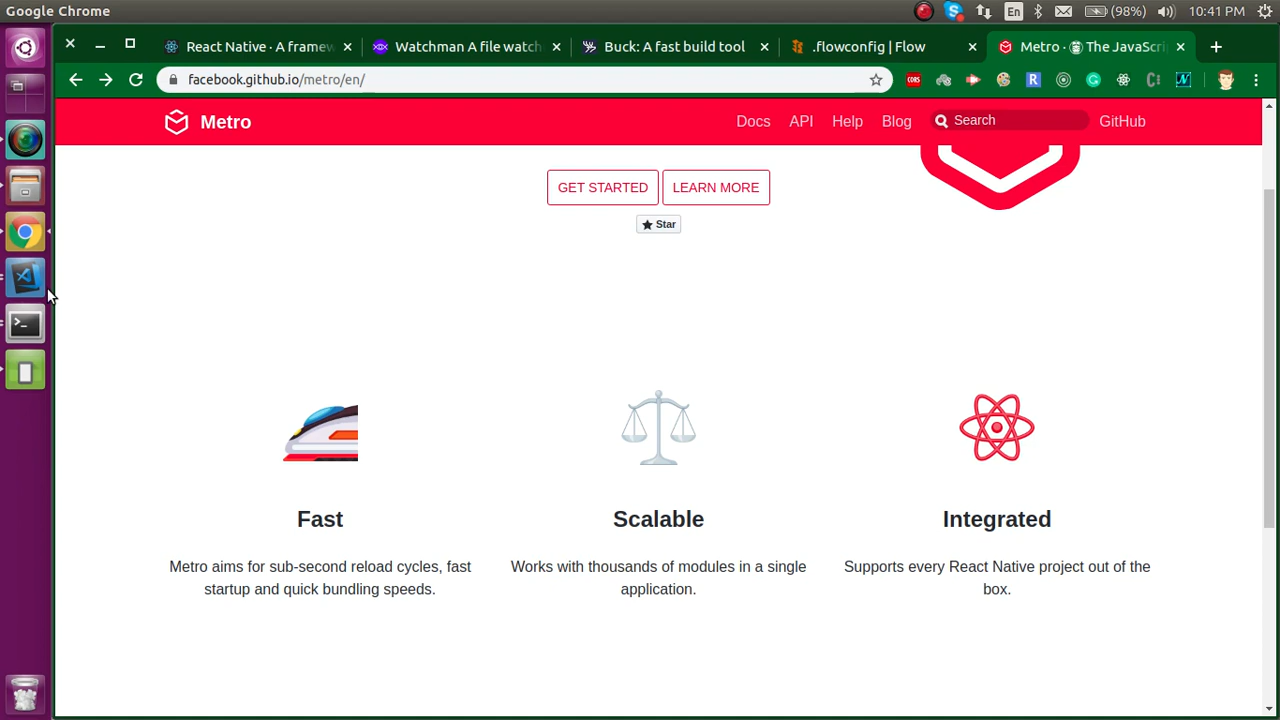 Google Chrome
En
(98%)
10:41 PM
React Native · A framew
Watchman A file watch
Buck: A fast build tool
.flowconfig | Flow
Metro · The JavaScri
facebook.github.io/metro/en/
CORS
R
G
N
Metro
Docs
API
Help
Blog
Search
GitHub
GET STARTED
LEARN MORE
Star
Fast
Scalable
Integrated
Metro aims for sub-second reload cycles, fast
startup and quick bundling speeds.
Works with thousands of modules in a single
application.
Supports every React Native project out of the
box.